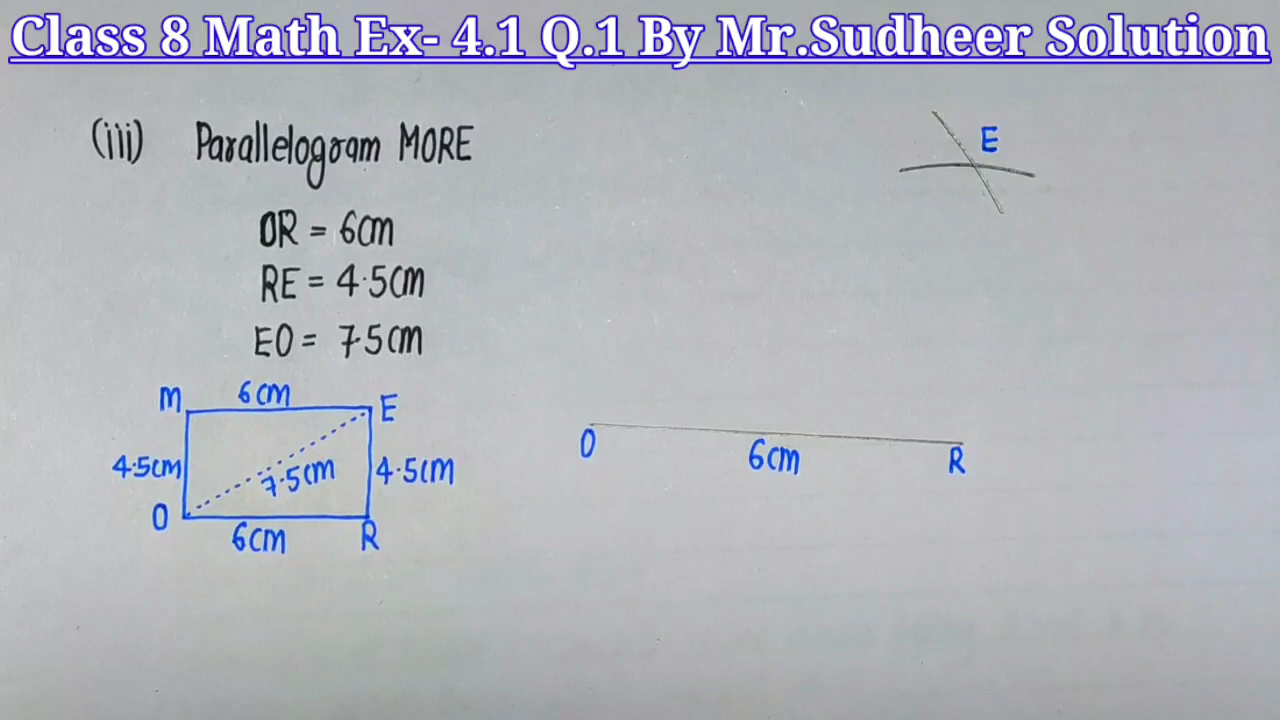 Class 8 Math Ex- 4.1 Q.1 By Mr.Sudheer Solution
(iii) Parallelogram MORE
OR = 6cm
RE = 4.5cm
EO = 7.5cm
M 6cm E
4.5cm 7.5cm 4.5cm
O 6cm R
E
O 6cm R